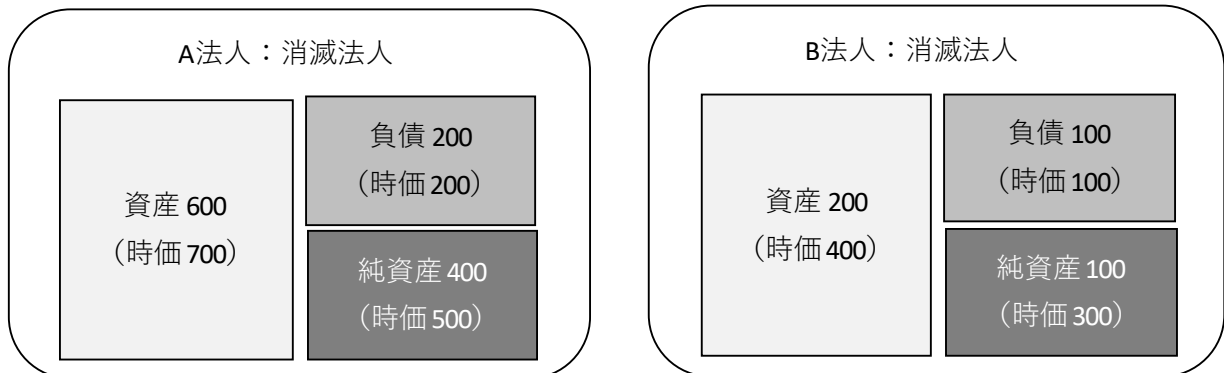 A法人：消滅法人
資産 600
（時価 700）
負債 200
（時価 200）
純資産 400
（時価 500）
B法人：消滅法人
資産 200
（時価 400）
負債 100
（時価 100）
純資産 100
（時価 300）